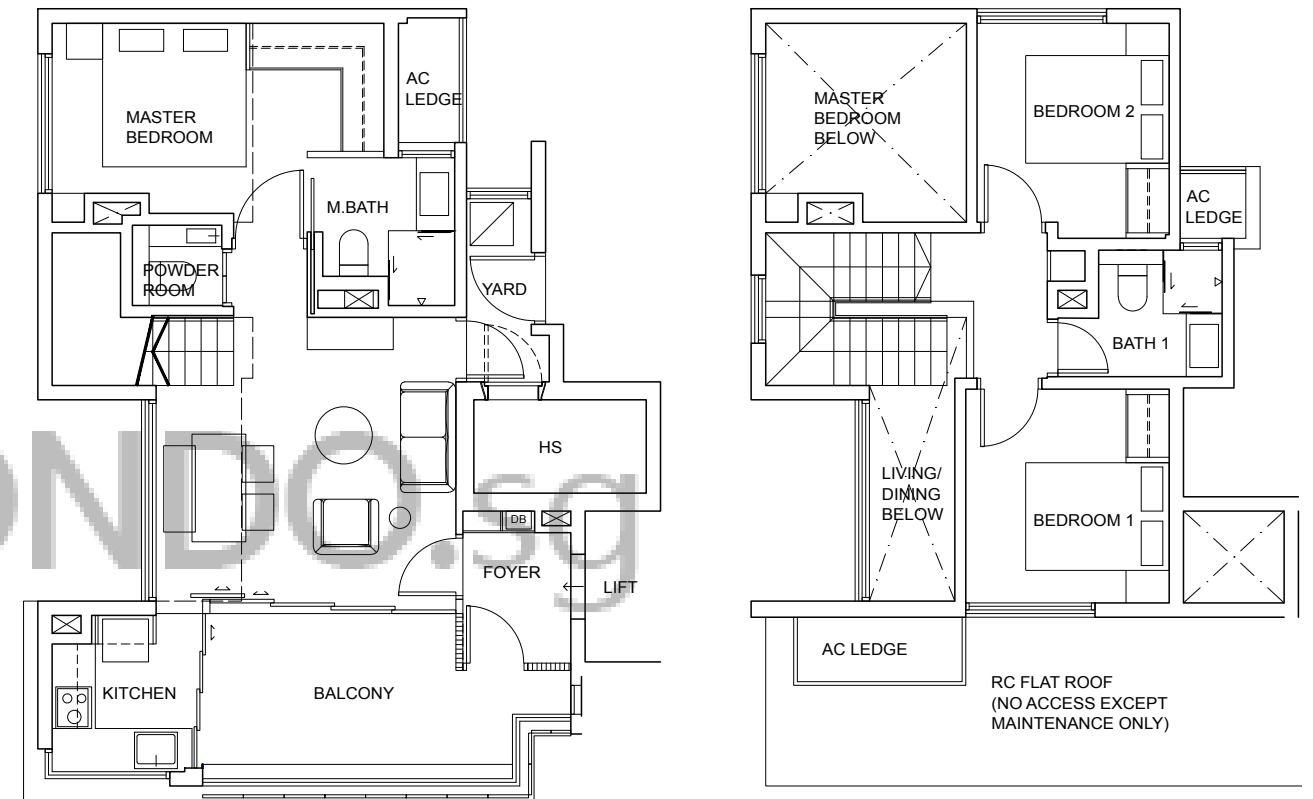 MASTER
BEDROOM
AC
LEDGE
M.BATH
POWDER
ROOM
YARD
HS
DB
FOYER
LIFT
KITCHEN
BALCONY
ONDO.sg
MASTER
BEDROOM
BELOW
BEDROOM 2
AC
LEDGE
BATH 1
LIVING/
DINING
BELOW
BEDROOM 1
AC LEDGE
RC FLAT ROOF
(NO ACCESS EXCEPT
MAINTENANCE ONLY)